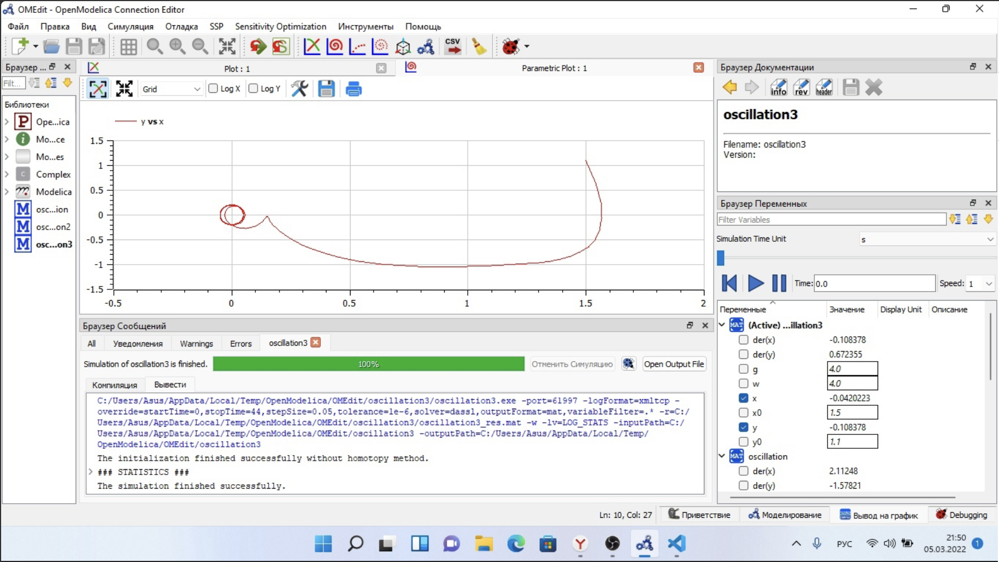 OMEdit - OpenModelica Connection Editor
Файл Правка Вид Симуляция Отладка SSP Sensitivity Optimization Инструменты Помощь
CSV
Браузер ...
Filt...
Библиотеки
P Ope...ica
i Mo...ce
Mo...es
C Complex
Modelica
M osc...ion
M osc...on2
M osc...on3
Plot : 1
Parametric Plot : 1
Grid Log X Log Y
y vs x
1.5
1
0.5
0
-0.5
-1
-1.5
-0.5 0 0.5 1 1.5 2
Браузер Сообщений
All Уведомления Warnings Errors oscillation3
Simulation of oscillation3 is finished. 100% Отменить Симуляцию Open Output File
Компиляция Вывести
C:/Users/Asus/AppData/Local/Temp/OpenModelica/OMEdit/oscillation3/oscillation3.exe -port=61997 -logFormat=xmltcp -
override=startTime=0,stopTime=44,stepSize=0.05,tolerance=1e-6,solver=dassl,outputFormat=mat,variableFilter=.* -r=C:/
Users/Asus/AppData/Local/Temp/OpenModelica/OMEdit/oscillation3/oscillation3_res.mat -w -lv=LOG_STATS -inputPath=C:/
Users/Asus/AppData/Local/Temp/OpenModelica/OMEdit/oscillation3 -outputPath=C:/Users/Asus/AppData/Local/Temp/
OpenModelica/OMEdit/oscillation3
The initialization finished successfully without homotopy method.
### STATISTICS ###
The simulation finished successfully.
Браузер Документации
info rev header
oscillation3
Filename: oscillation3
Version:
Браузер Переменных
Filter Variables
Simulation Time Unit s
Time: 0.0 Speed: 1
Переменные Значение Display Unit Описание
MAT (Active) ...illation3
der(x) -0.108378
der(y) 0.672355
g 4.0
w 4.0
x -0.0420223
x0 1.5
y -0.108378
y0 1.1
MAT oscillation
der(x) 2.11248
der(y) -1.57821
Ln: 10, Col: 27 Приветствие Моделирование Вывод на график Debugging
РУС
21:50
05.03.2022
1